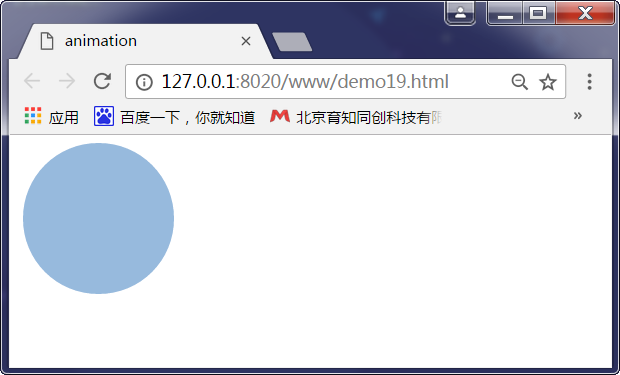 animation
127.0.0.1:8020/www/demo19.html
应用 百度一下，你就知道 北京育知同创科技有限 »